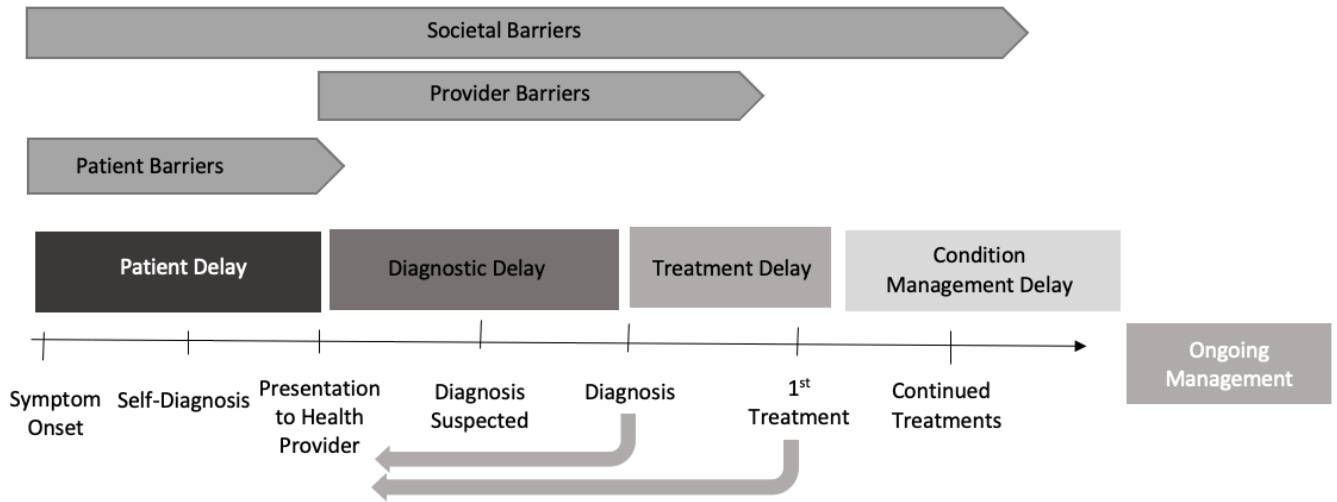 Societal Barriers
Provider Barriers
Patient Barriers
Patient Delay
Diagnostic Delay
Treatment Delay
Condition
Management Delay
Ongoing
Management
Symptom
Onset
Self-Diagnosis
Presentation
to Health
Provider
Diagnosis
Suspected
Diagnosis
1st
Treatment
Continued
Treatments